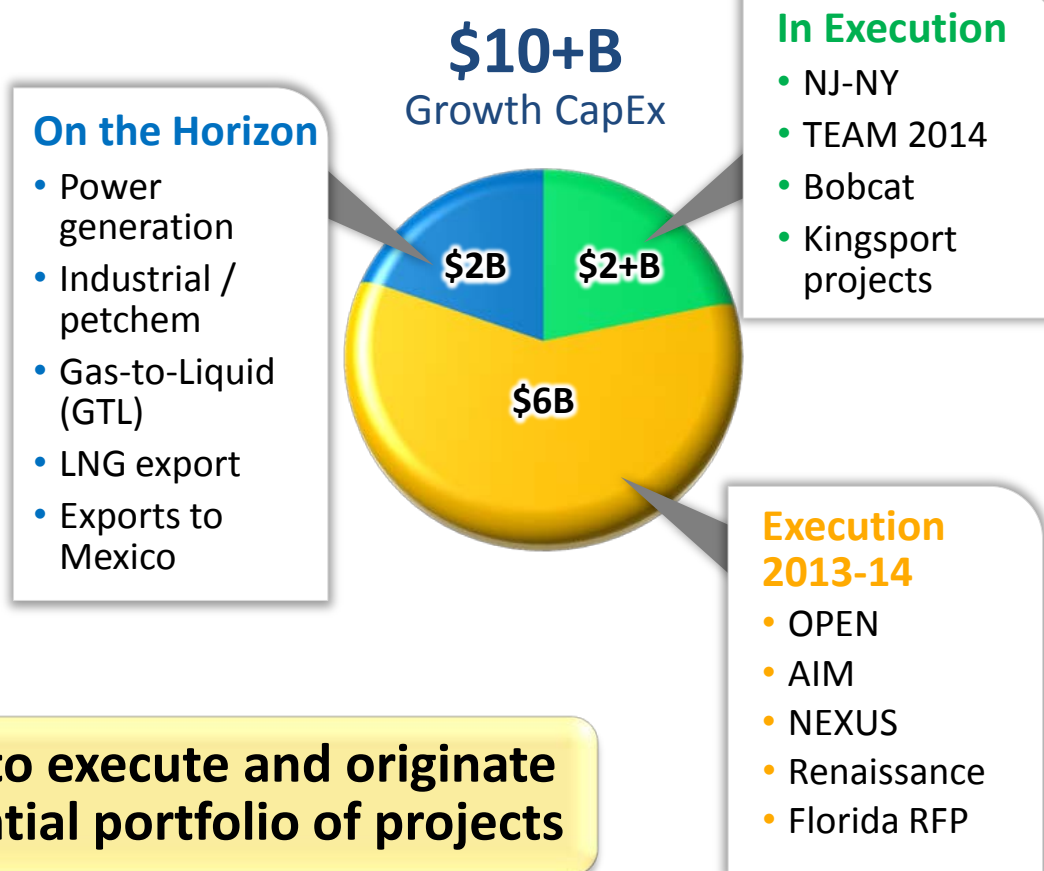 $10+B
Growth CapEx
On the Horizon
• Power
generation
• Industrial /
petchem
• Gas-to-Liquid
(GTL)
• LNG export
• Exports to
Mexico
$2B
$2+B
$6B
In Execution
• NJ-NY
• TEAM 2014
• Bobcat
• Kingsport
projects
Execution
2013-14
• OPEN
• AIM
• NEXUS
• Renaissance
• Florida RFP
to execute and originate
portfolio of projects